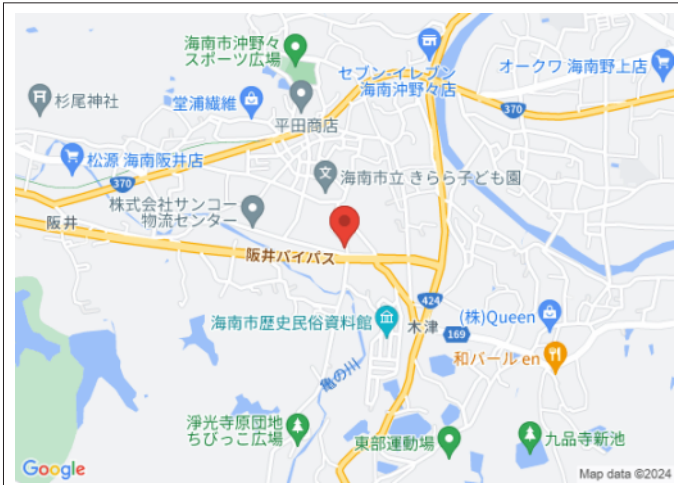 海南市沖野々
スポーツ広場
セブン-イレブン
海南沖野々店
オークワ 海南野上店
杉尾神社
堂浦繊維
平田商店
370
松源 海南阪井店
370
海南市立 きらら子ども園
株式会社サンコー
物流センター
阪井
阪井バイパス
424
海南市歴史民俗資料館
木津
(株)Queen
169
和バール en
亀の川
淨光寺原団地
ちびっこ広場
東部運動場
九品寺新池
Google
Map data ©2024